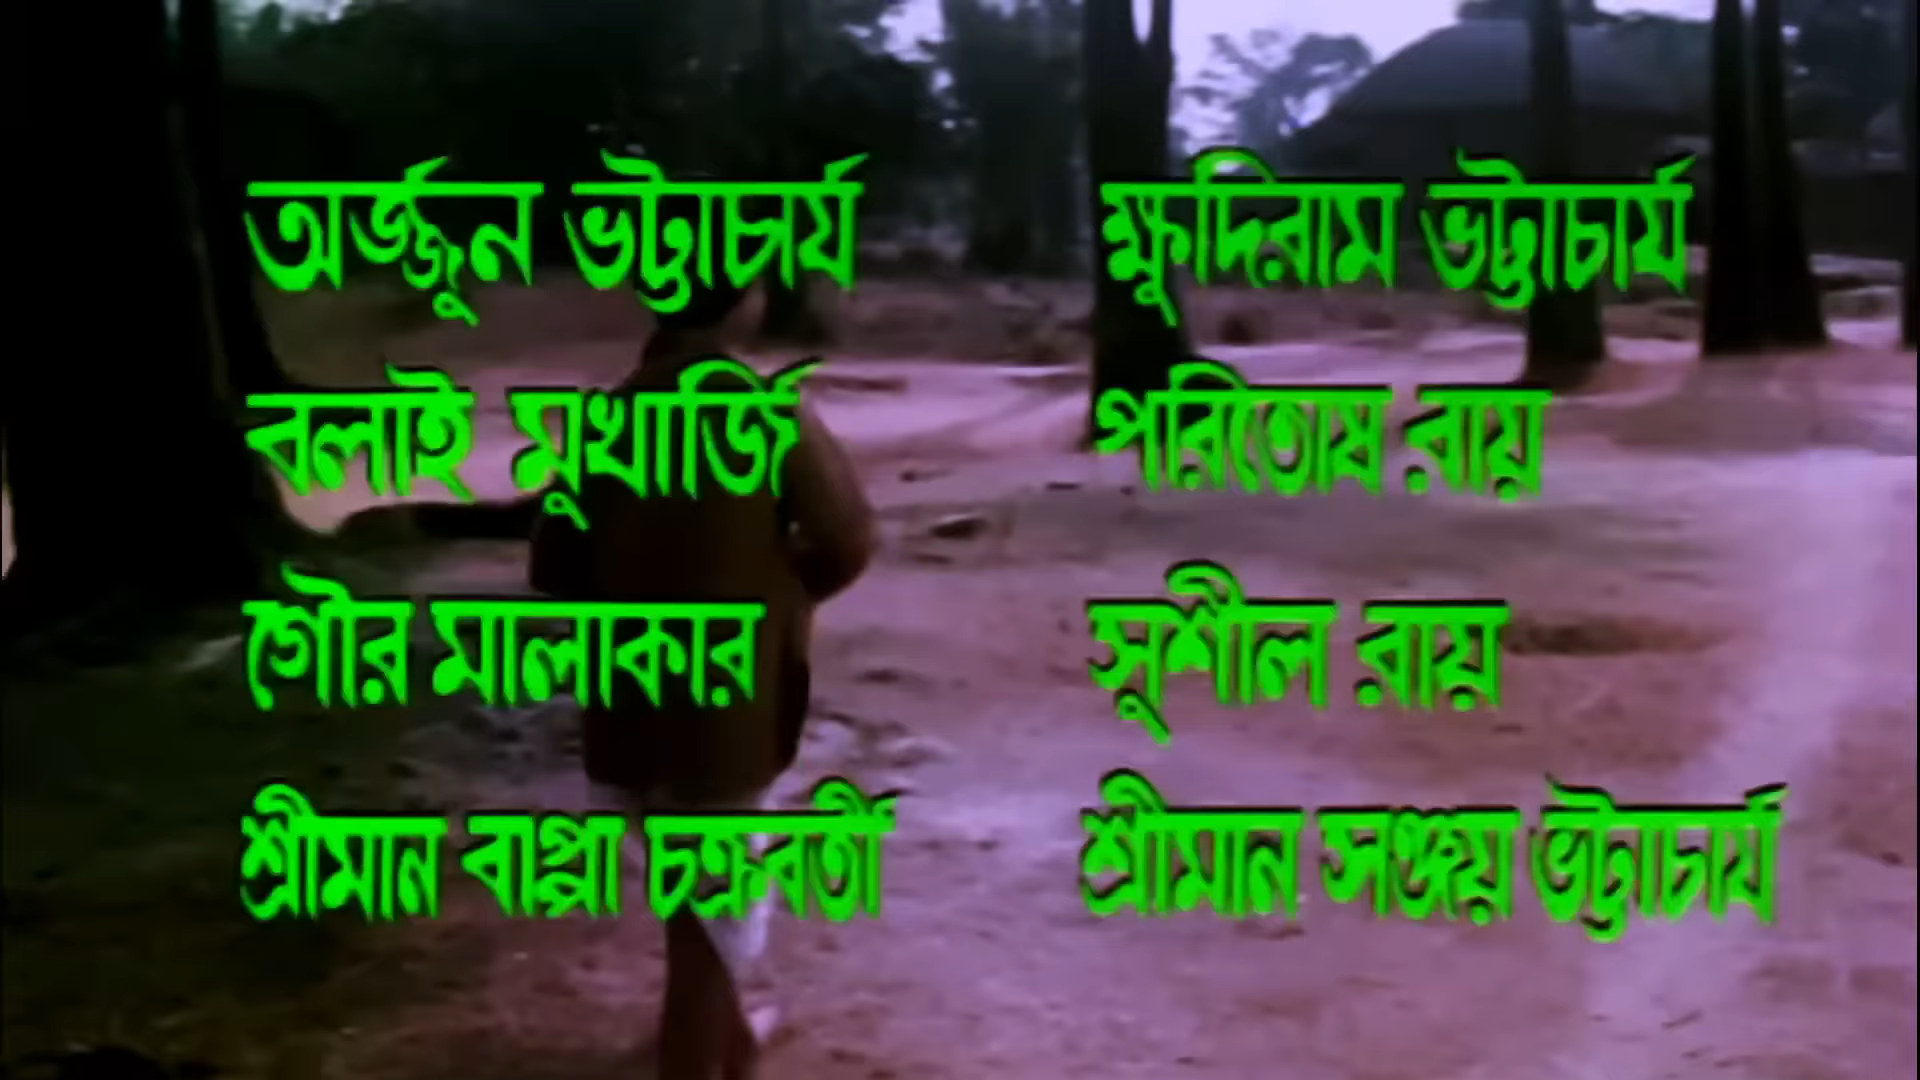 অর্জ্জুন ভট্টাচার্য ক্ষুদিরাম ভট্টাচার্য
বলাই মুখার্জি পরিতোষ রায়
গৌর মালাকার সুশীল রায়
শ্রীমান বাপ্পা চক্রবর্তী শ্রীমান সঞ্জয় ভট্টাচার্য